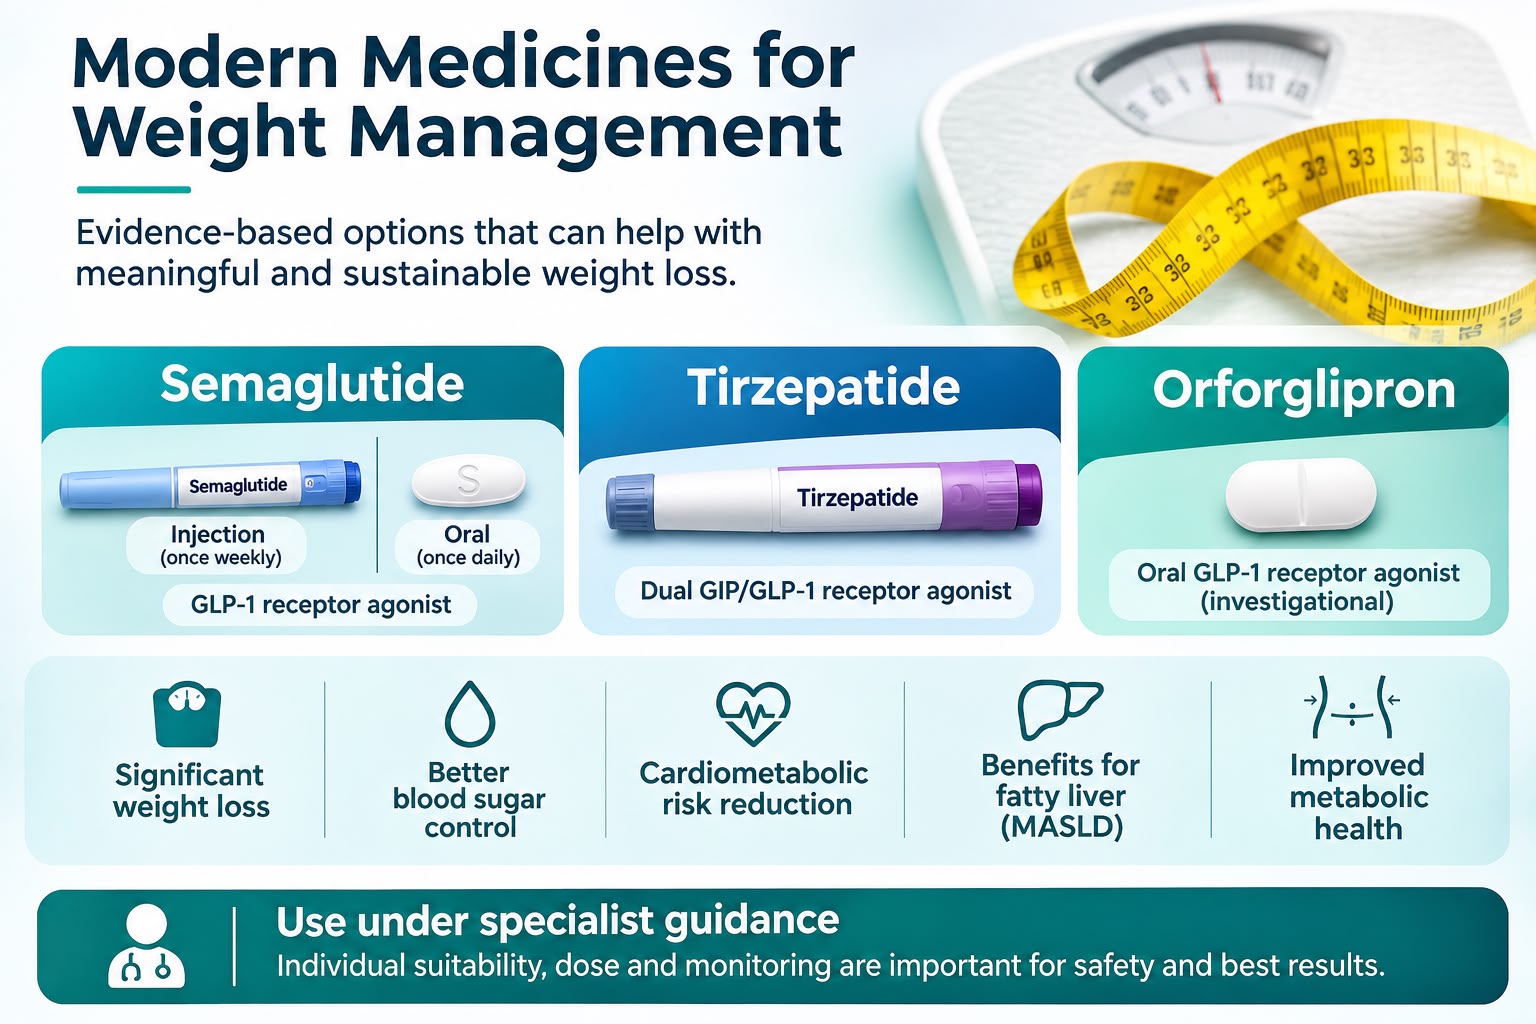 Modern Medicines for
Weight Management
Evidence-based options that can help with
meaningful and sustainable weight loss.
Semaglutide
Semaglutide
Injection
(once weekly)
S
Oral
(once daily)
GLP-1 receptor agonist
Tirzepatide
Tirzepatide
Dual GIP/GLP-1 receptor agonist
Orforglipron
Oral GLP-1 receptor agonist
(investigational)
Significant
weight loss
Better
blood sugar
control
Cardiometabolic
risk reduction
Benefits for
fatty liver
(MASLD)
Improved
metabolic
health
Use under specialist guidance
Individual suitability, dose and monitoring are important for safety and best results.